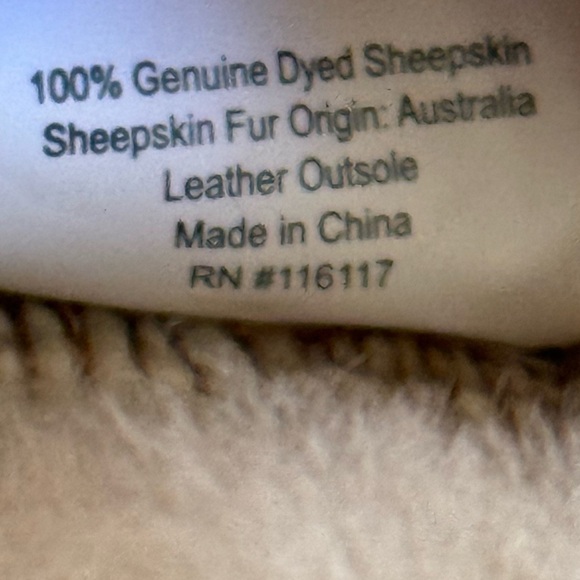 100% Genuine Dyed Sheepskin
Sheepskin Fur Origin: Australia
Leather Outsole
Made in China
RN #116117